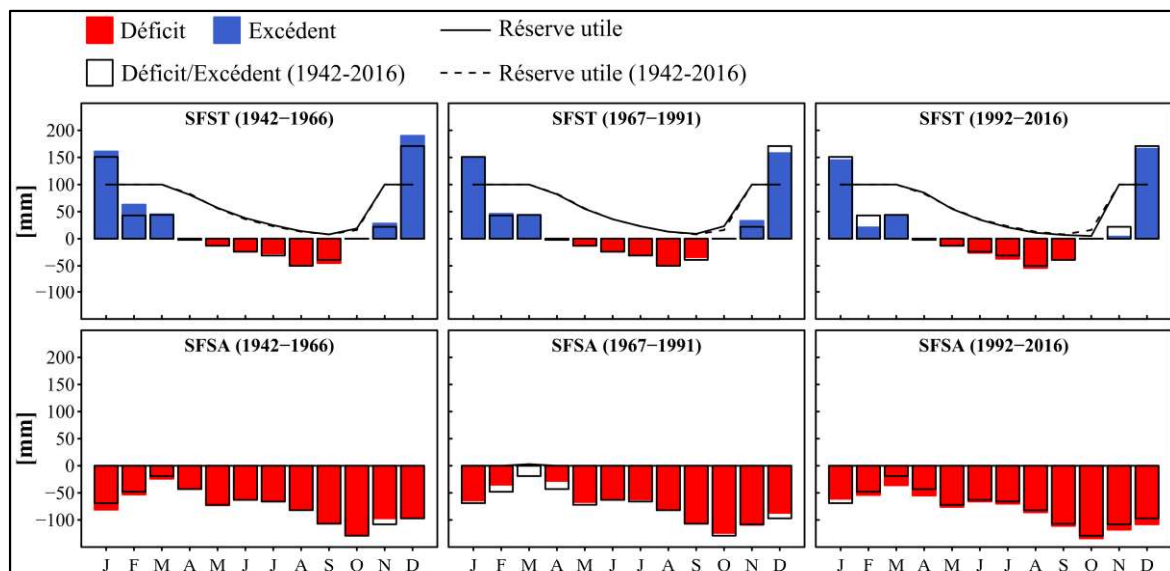 Déficit Excédent Réserve utile
Déficit/Excédent (1942-2016) Réserve utile (1942-2016)
SFST (1942−1966) SFST (1967−1991) SFST (1992−2016)
200
150
100
50
0
−50
−100
[mm]
SFSA (1942−1966) SFSA (1967−1991) SFSA (1992−2016)
200
150
100
50
0
−50
−100
[mm]
J F M A M J J A S O N D J F M A M J J A S O N D J F M A M J J A S O N D